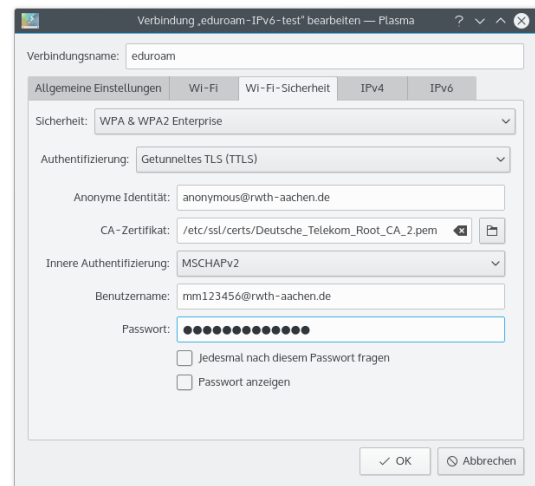 Verbindung „eduroam-IPv6-test“ bearbeiten — Plasma
Verbindungsname: eduroam
Allgemeine Einstellungen Wi-Fi Wi-Fi-Sicherheit IPv4 IPv6
Sicherheit: WPA & WPA2 Enterprise
Authentifizierung: Getunneltes TLS (TTLS)
Anonyme Identität: anonymous@rwth-aachen.de
CA-Zertifikat: /etc/ssl/certs/Deutsche_Telekom_Root_CA_2.pem
Innere Authentifizierung: MSCHAPv2
Benutzername: mm123456@rwth-aachen.de
Passwort: ●●●●●●●●●●●●●
Jedesmal nach diesem Passwort fragen
Passwort anzeigen
OK Abbrechen